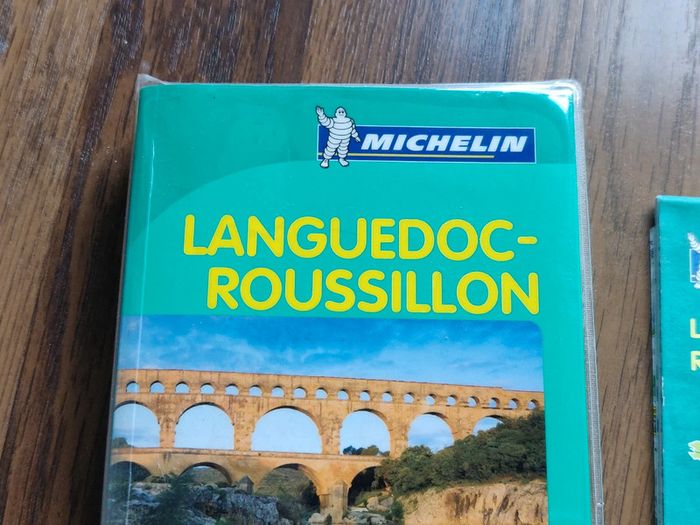 MICHELIN
LANGUEDOC-
ROUSSILLON
L
R